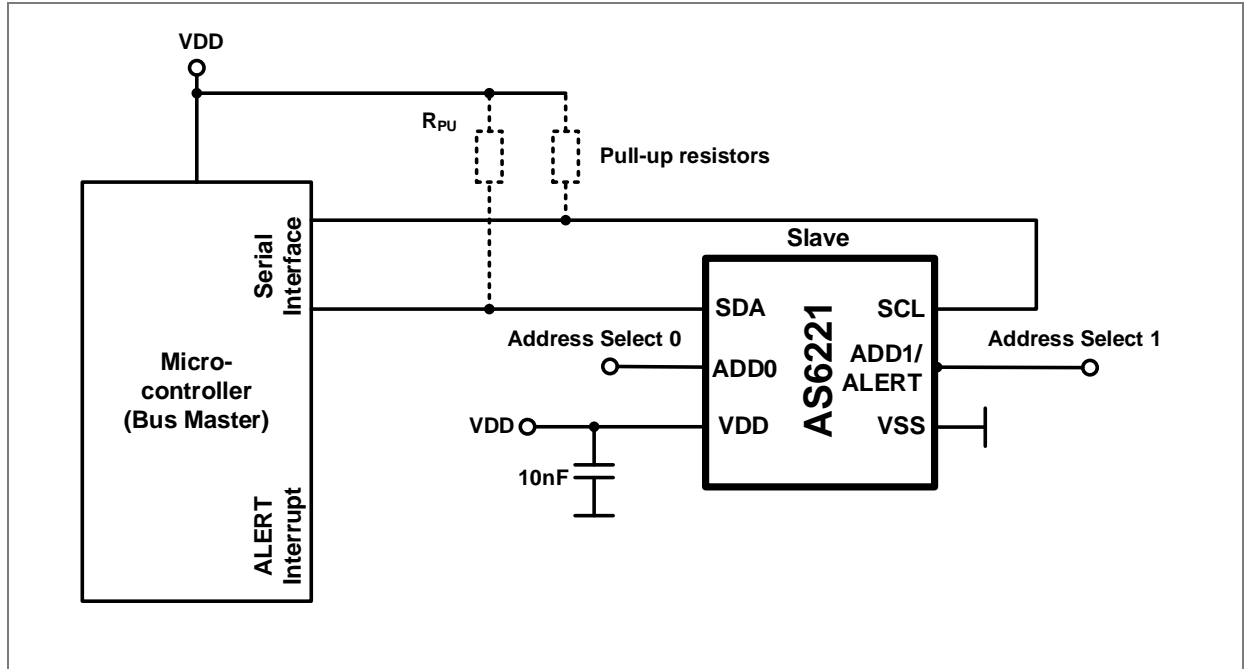 VDD
R_PU
Pull-up resistors
Serial
Interface
Slave
SDA
SCL
Address Select 0
Address Select 1
ADD0
ADD1/
ALERT
AS6221
Micro-
controller
(Bus Master)
VDD
VDD
VSS
10nF
ALERT
Interrupt